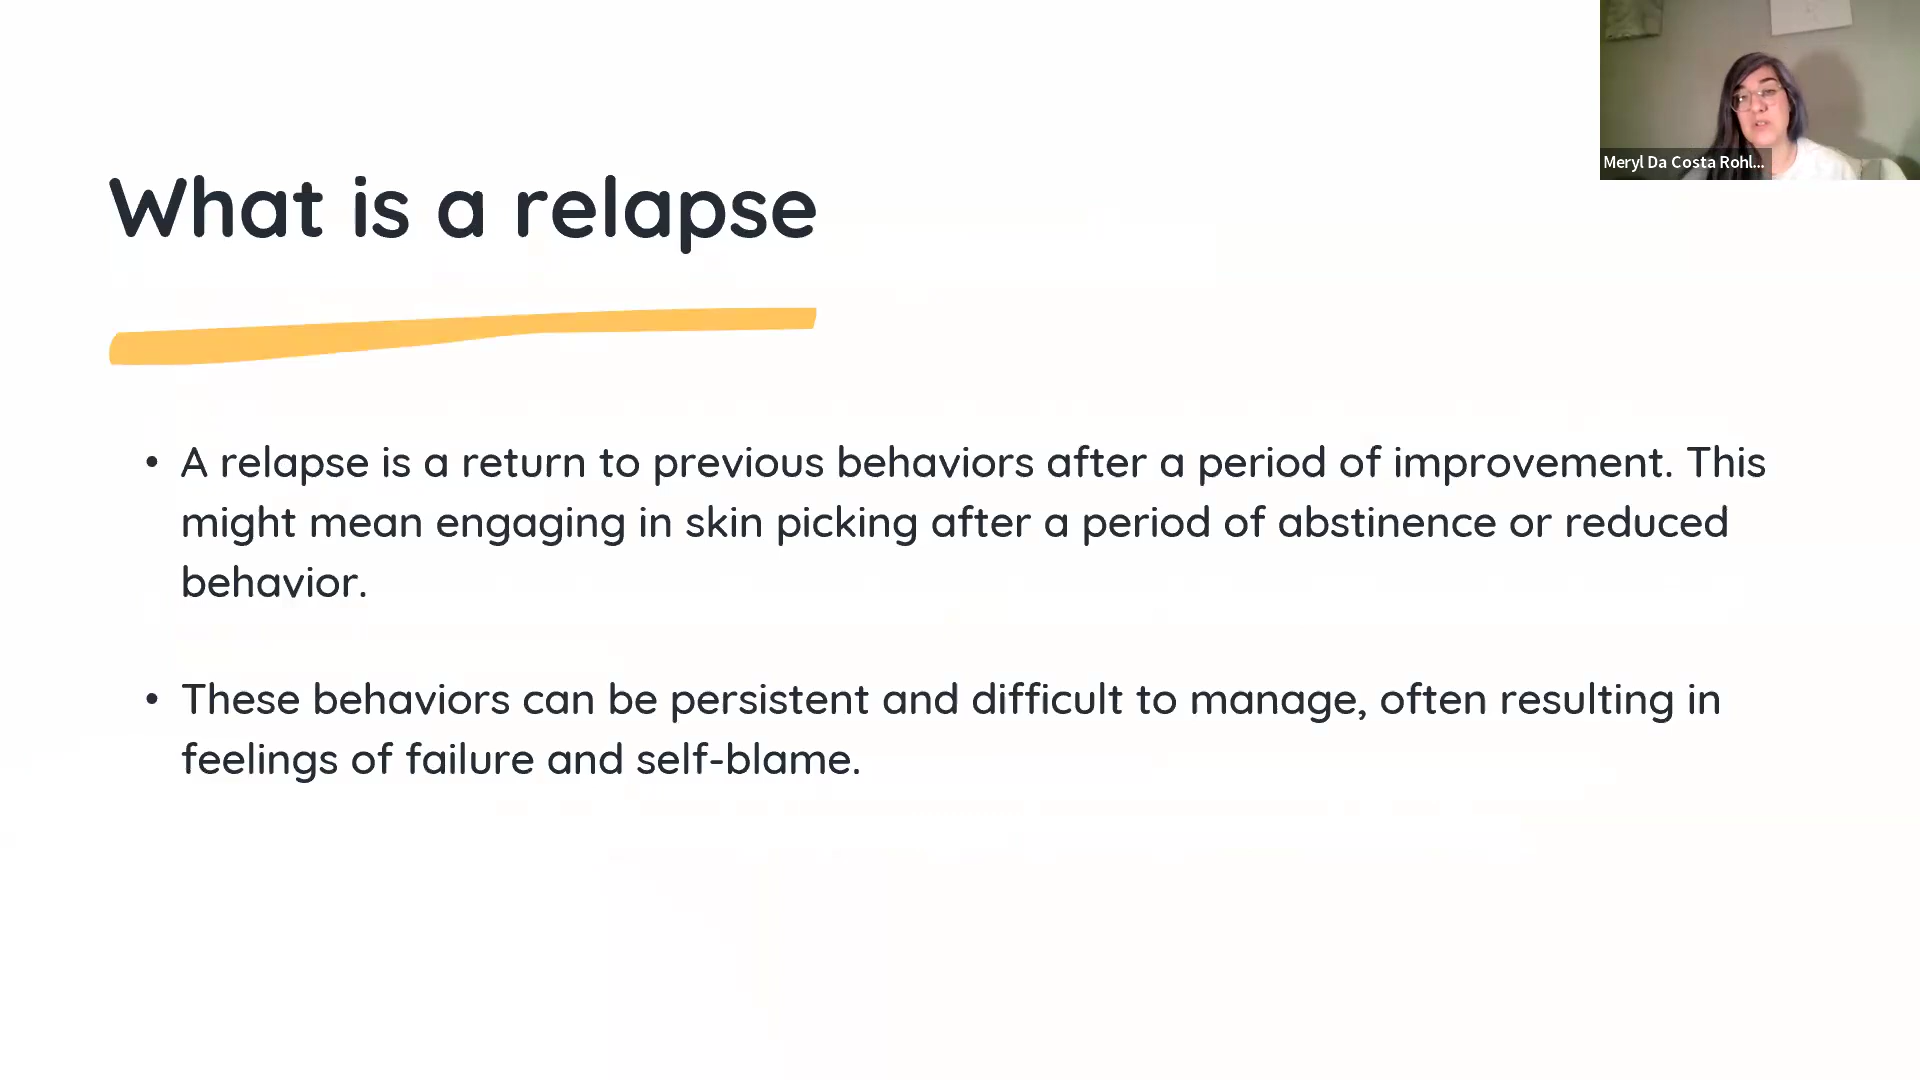 Meryl Da Costa Rohl...
What is a relapse
• A relapse is a return to previous behaviors after a period of improvement. This
might mean engaging in skin picking after a period of abstinence or reduced
behavior.
• These behaviors can be persistent and difficult to manage, often resulting in
feelings of failure and self-blame.